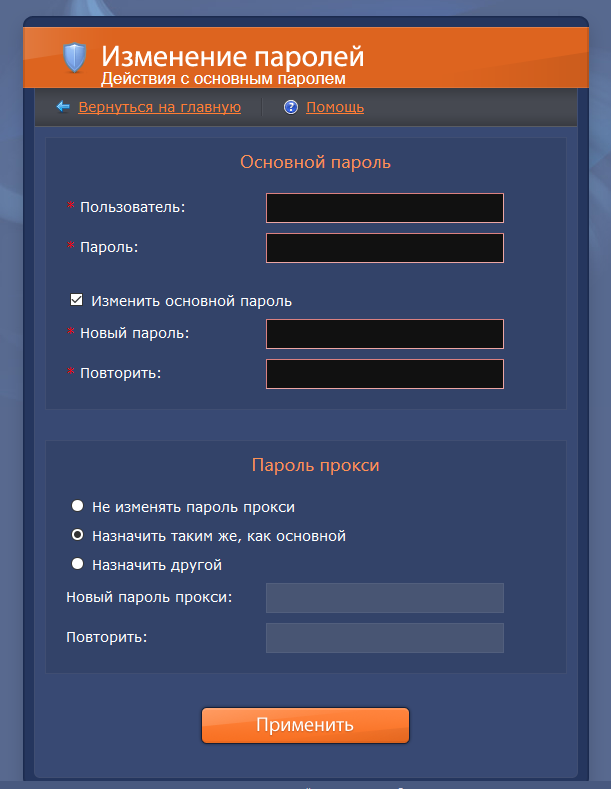 Изменение паролей
Действия с основным паролем
Вернуться на главную
Помощь
Основной пароль
* Пользователь:
* Пароль:
Изменить основной пароль
* Новый пароль:
* Повторить:
Пароль прокси
Не изменять пароль прокси
Назначить таким же, как основной
Назначить другой
Новый пароль прокси:
Повторить:
Применить